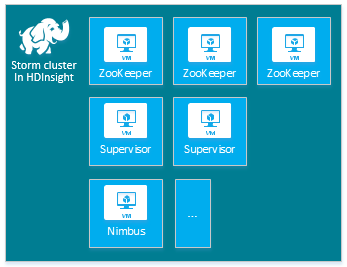 Storm cluster
in HDInsight
VM
ZooKeeper
VM
ZooKeeper
VM
ZooKeeper
VM
Supervisor
VM
Supervisor
VM
Nimbus
...